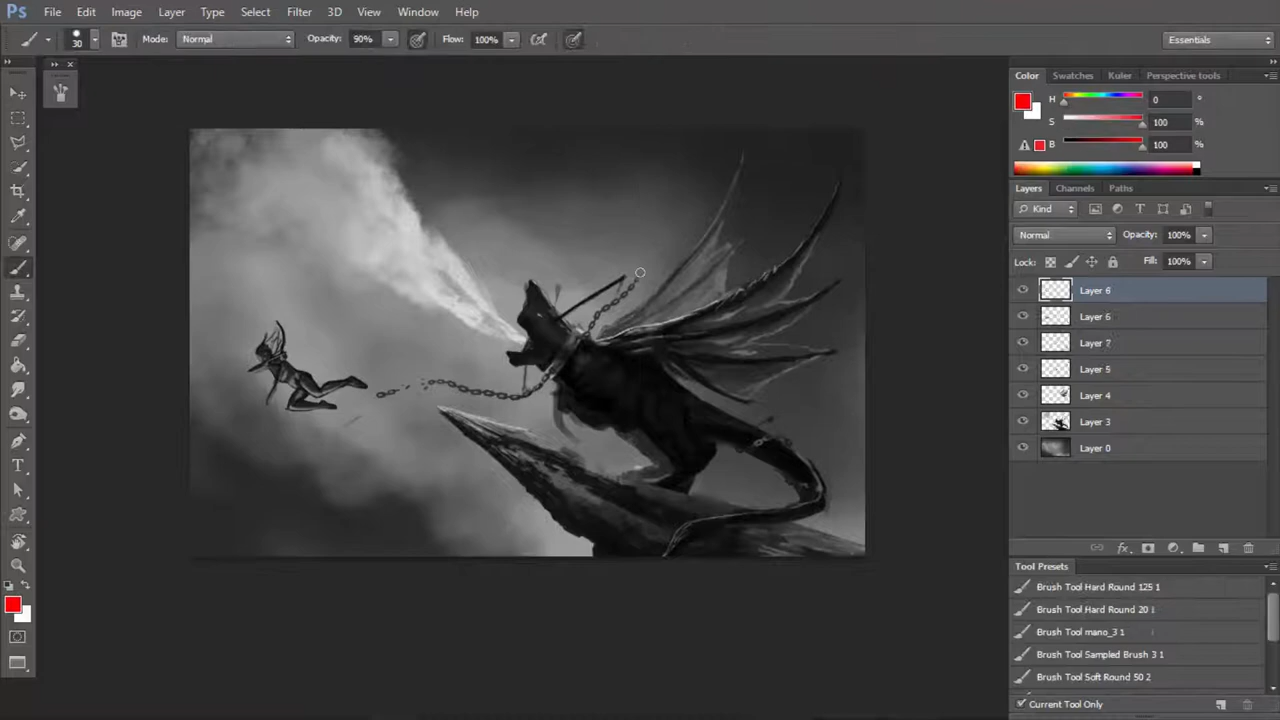 Ps File Edit Image Layer Type Select Filter 3D View Window Help
30 Mode: Normal Opacity: 90% Flow: 100% Essentials
Color Swatches Kuler Perspective tools
H 0 °
S 100 %
B 100 %
Layers Channels Paths
Kind
Normal Opacity: 100%
Lock: Fill: 100%
Layer 6
Layer 6
Layer 7
Layer 5
Layer 4
Layer 3
Layer 0
Tool Presets
Brush Tool Hard Round 125 1
Brush Tool Hard Round 20 1
Brush Tool mano_3 1
Brush Tool Sampled Brush 3 1
Brush Tool Soft Round 50 2
Current Tool Only